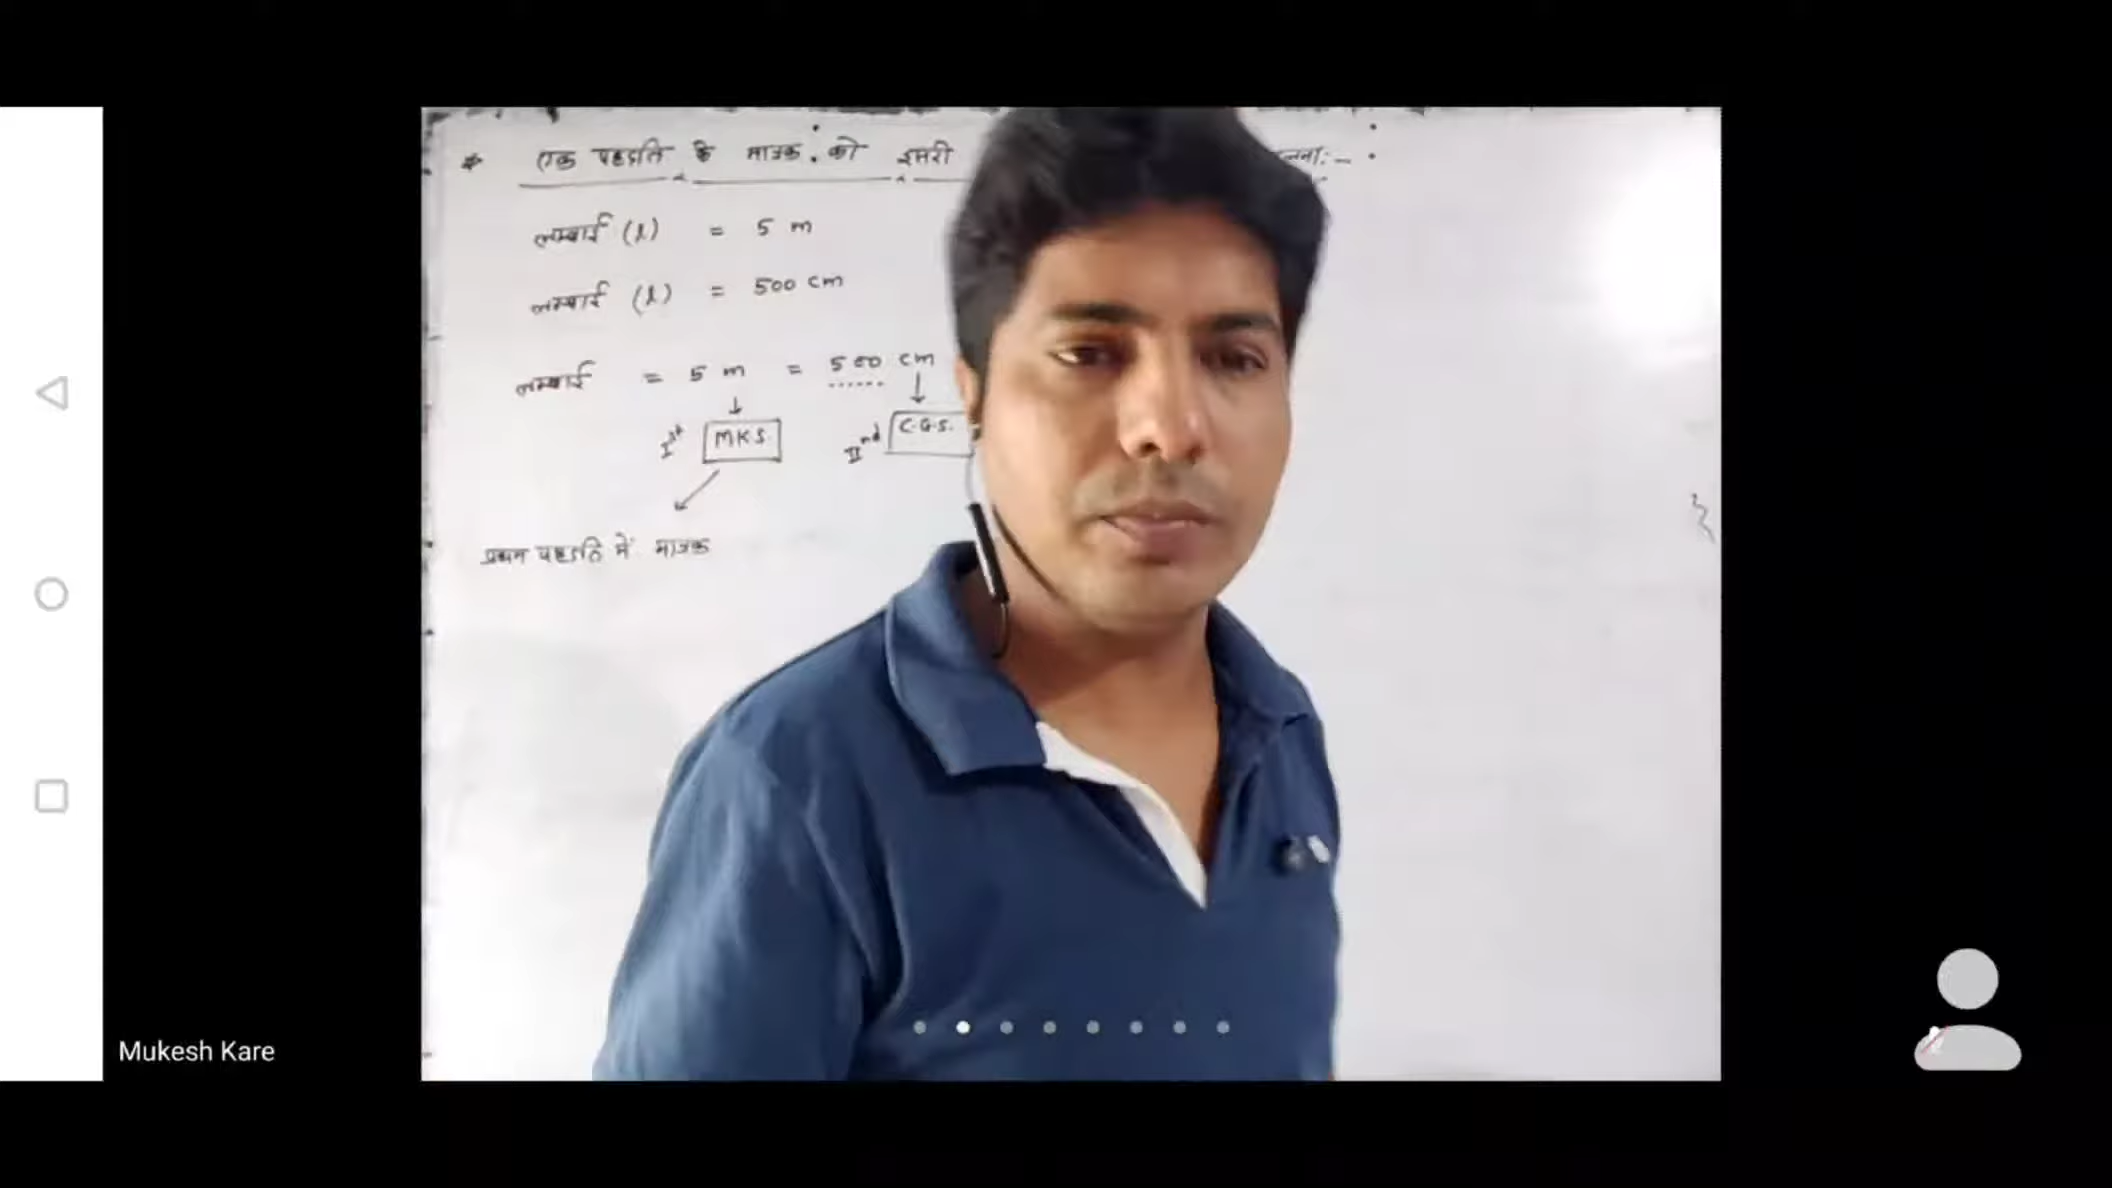 * एक पद्धति के मात्रक को दूसरी
लम्बाई (l) = 5 m
लम्बाई (l) = 500 cm
लम्बाई = 5 m = 500 cm
Ist MKS IInd C.G.S.
प्रथम पद्धति में मात्रक
Mukesh Kare